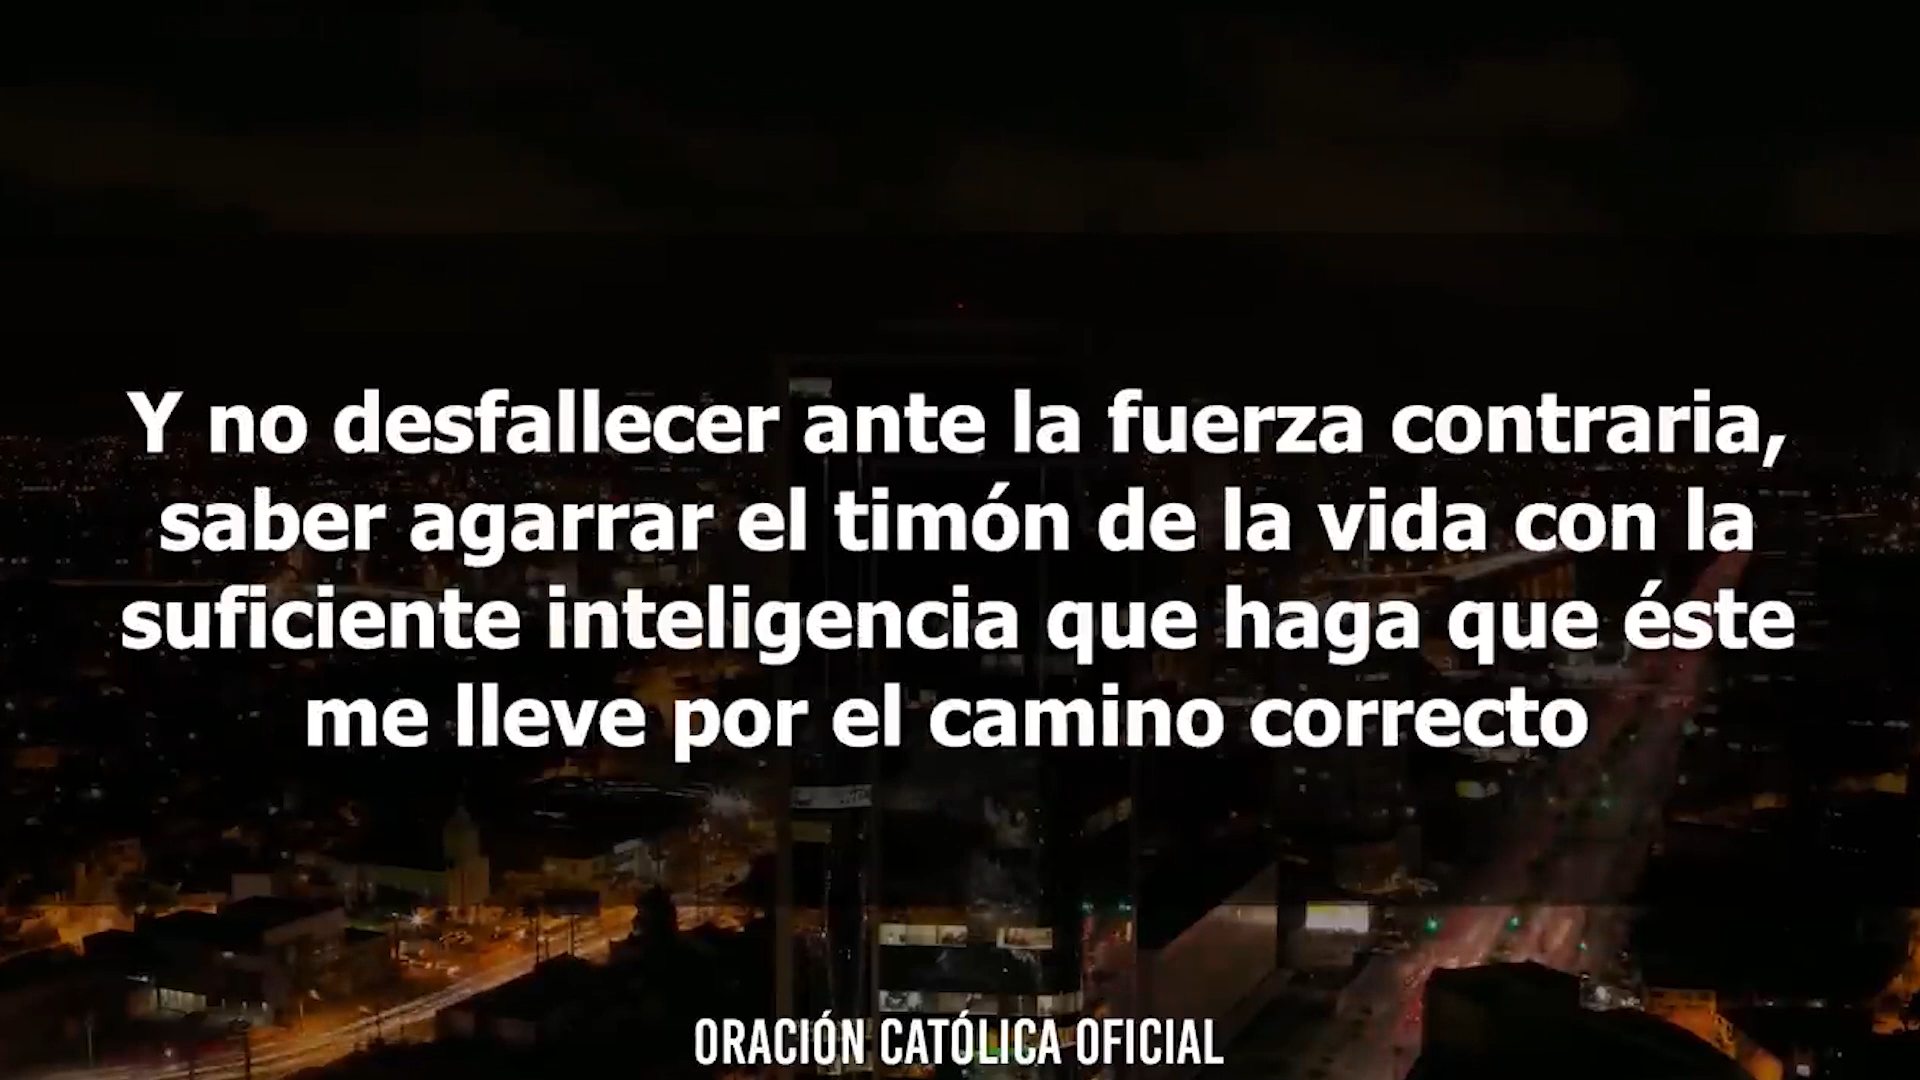 Y no desfallecer ante la fuerza contraria,
saber agarrar el timón de la vida con la
suficiente inteligencia que haga que éste
me lleve por el camino correcto
ORACIÓN CATÓLICA OFICIAL